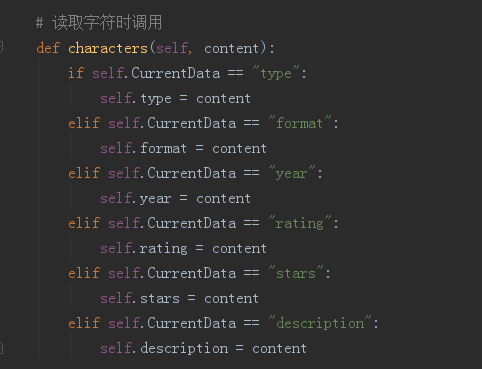 # 读取字符时调用
def characters(self, content):
    if self.CurrentData == "type":
        self.type = content
    elif self.CurrentData == "format":
        self.format = content
    elif self.CurrentData == "year":
        self.year = content
    elif self.CurrentData == "rating":
        self.rating = content
    elif self.CurrentData == "stars":
        self.stars = content
    elif self.CurrentData == "description":
        self.description = content